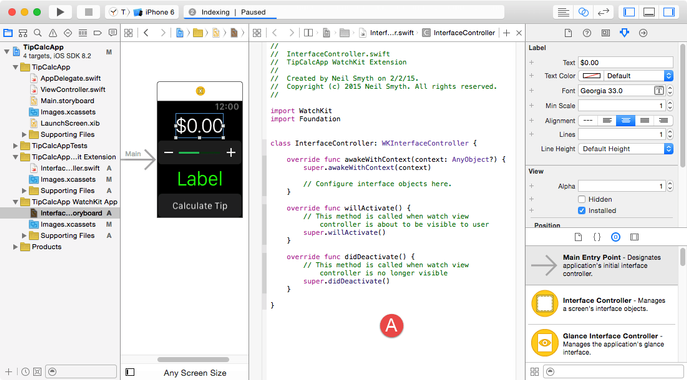 T
iPhone 6
Indexing | Paused
Interf...r.swift
InterfaceController
TipCalcApp
4 targets, iOS SDK 8.2
TipCalcApp
AppDelegate.swift
ViewController.swift
Main.storyboard
Images.xcassets
LaunchScreen.xib
Supporting Files
TipCalcAppTests
TipCalcApp...it Extension
Interfac...ller.swift A
Images.xcassets A
Supporting Files A
TipCalcApp WatchKit App
Interfac...oryboard A
Images.xcassets A
Supporting Files A
Products
Main
12:00
$0.00
− +
Label
Calculate Tip
Any Screen Size
//
// InterfaceController.swift
// TipCalcApp WatchKit Extension
//
// Created by Neil Smyth on 2/2/15.
// Copyright (c) 2015 Neil Smyth. All rights reserved.
//
import WatchKit
import Foundation
class InterfaceController: WKInterfaceController {
override func awakeWithContext(context: AnyObject?) {
super.awakeWithContext(context)
// Configure interface objects here.
}
override func willActivate() {
// This method is called when watch view
controller is about to be visible to user
super.willActivate()
}
override func didDeactivate() {
// This method is called when watch view
controller is no longer visible
super.didDeactivate()
}
}
A
Label
Text $0.00
Text Color Default
Font Georgia 33.0
Min Scale 1
Alignment
Lines 1
Line Height Default Height
View
Alpha 1
Hidden
Installed
Position
Main Entry Point - Designates
application's initial interface
controller.
Interface Controller - Manages
a screen's interface objects.
Glance Interface Controller -
Manages the application's glance
interface.